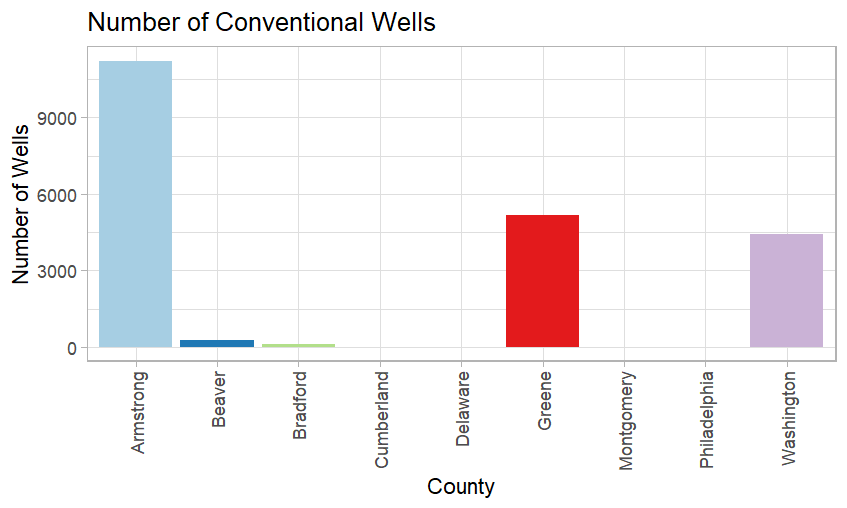 Number of Conventional Wells
Number of Wells
9000
6000
3000
0
Armstrong
Beaver
Bradford
Cumberland
Delaware
Greene
Montgomery
Philadelphia
Washington
County